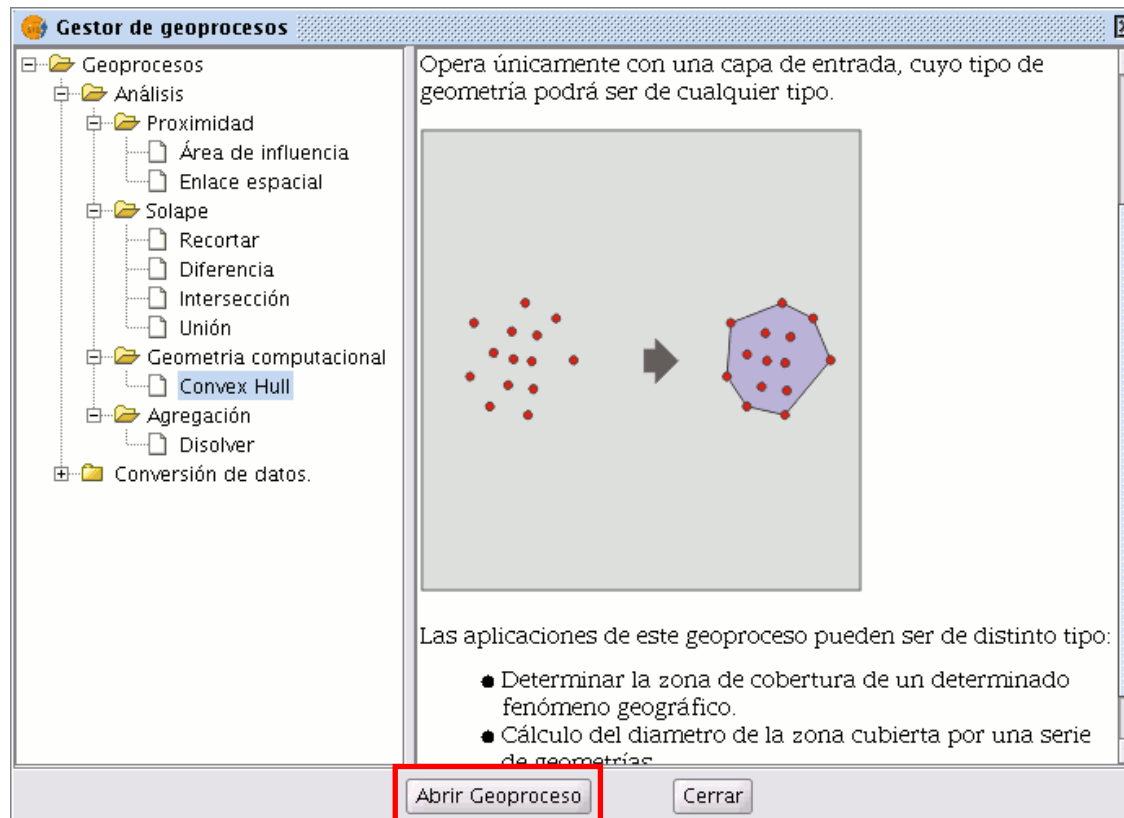 Gestor de geoprocesos
Geoprocesos
Análisis
Proximidad
Área de influencia
Enlace espacial
Solape
Recortar
Diferencia
Intersección
Unión
Geometria computacional
Convex Hull
Agregación
Disolver
Conversión de datos.
Opera únicamente con una capa de entrada, cuyo tipo de
geometría podrá ser de cualquier tipo.
Las aplicaciones de este geoproceso pueden ser de distinto tipo:
Determinar la zona de cobertura de un determinado
fenómeno geográfico.
Cálculo del diametro de la zona cubierta por una serie
de geometrías
Abrir Geoproceso
Cerrar